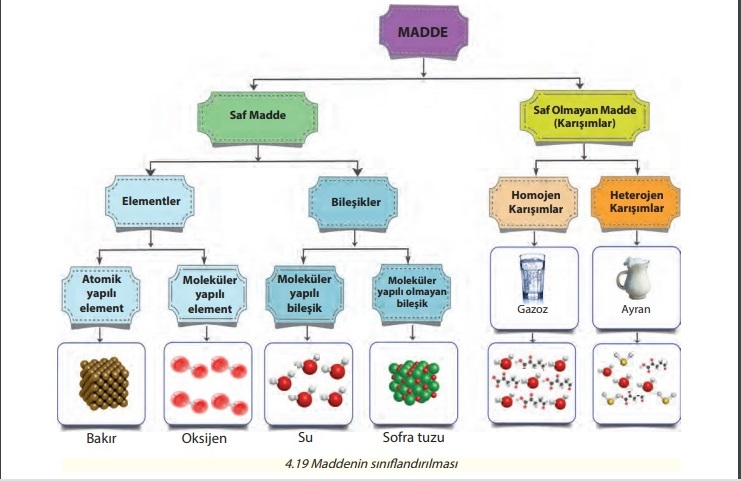 MADDE
Saf Madde
Saf Olmayan Madde
(Karışımlar)
Elementler
Bileşikler
Homojen
Karışımlar
Heterojen
Karışımlar
Atomik
yapılı
element
Moleküler
yapılı
element
Moleküler
yapılı
bileşik
Moleküler
yapılı olmayan
bileşik
Gazoz
Ayran
Bakır
Oksijen
Su
Sofra tuzu
4.19 Maddenin sınıflandırılması